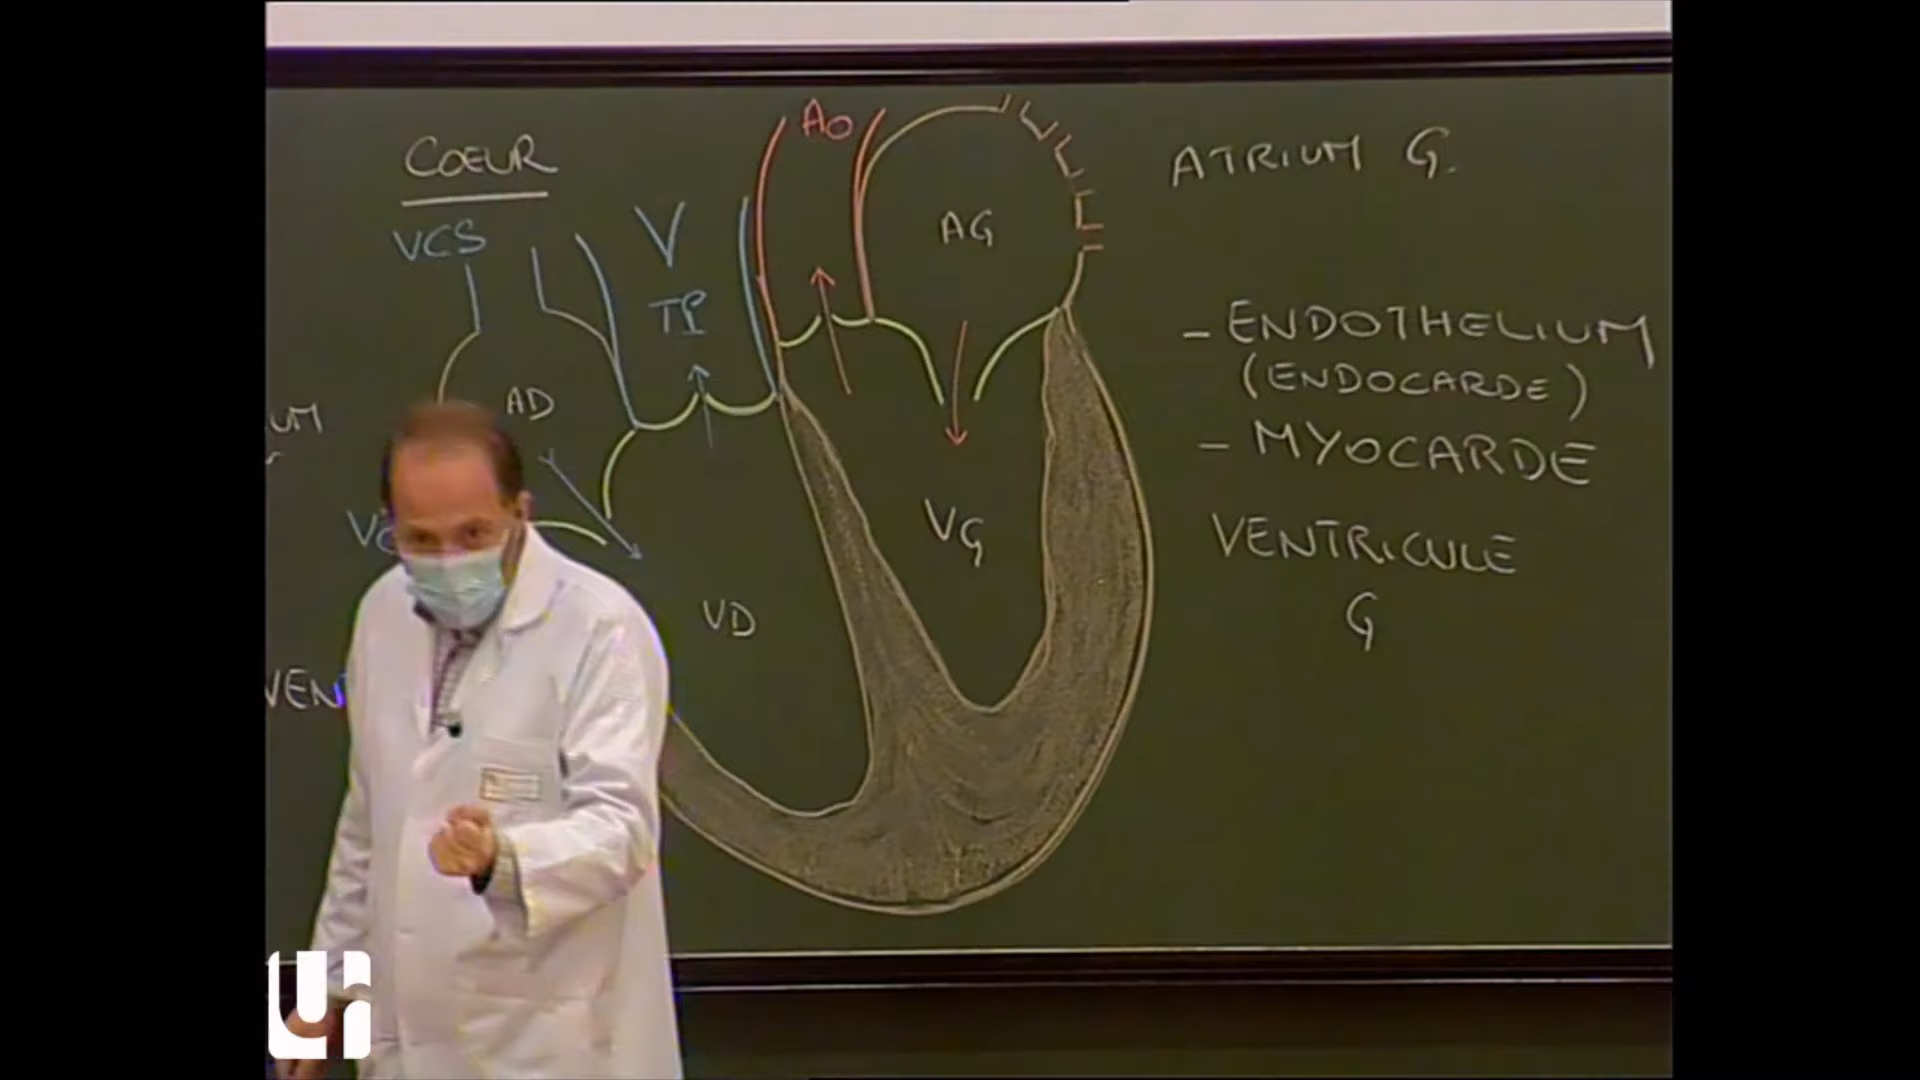 COEUR
Ao
ATRIUM G.
VCS
V
TP
AG
AD
- ENDOTHELIUM
(ENDOCARDE)
- MYOCARDE
VG
VENTRICULE
G
VD